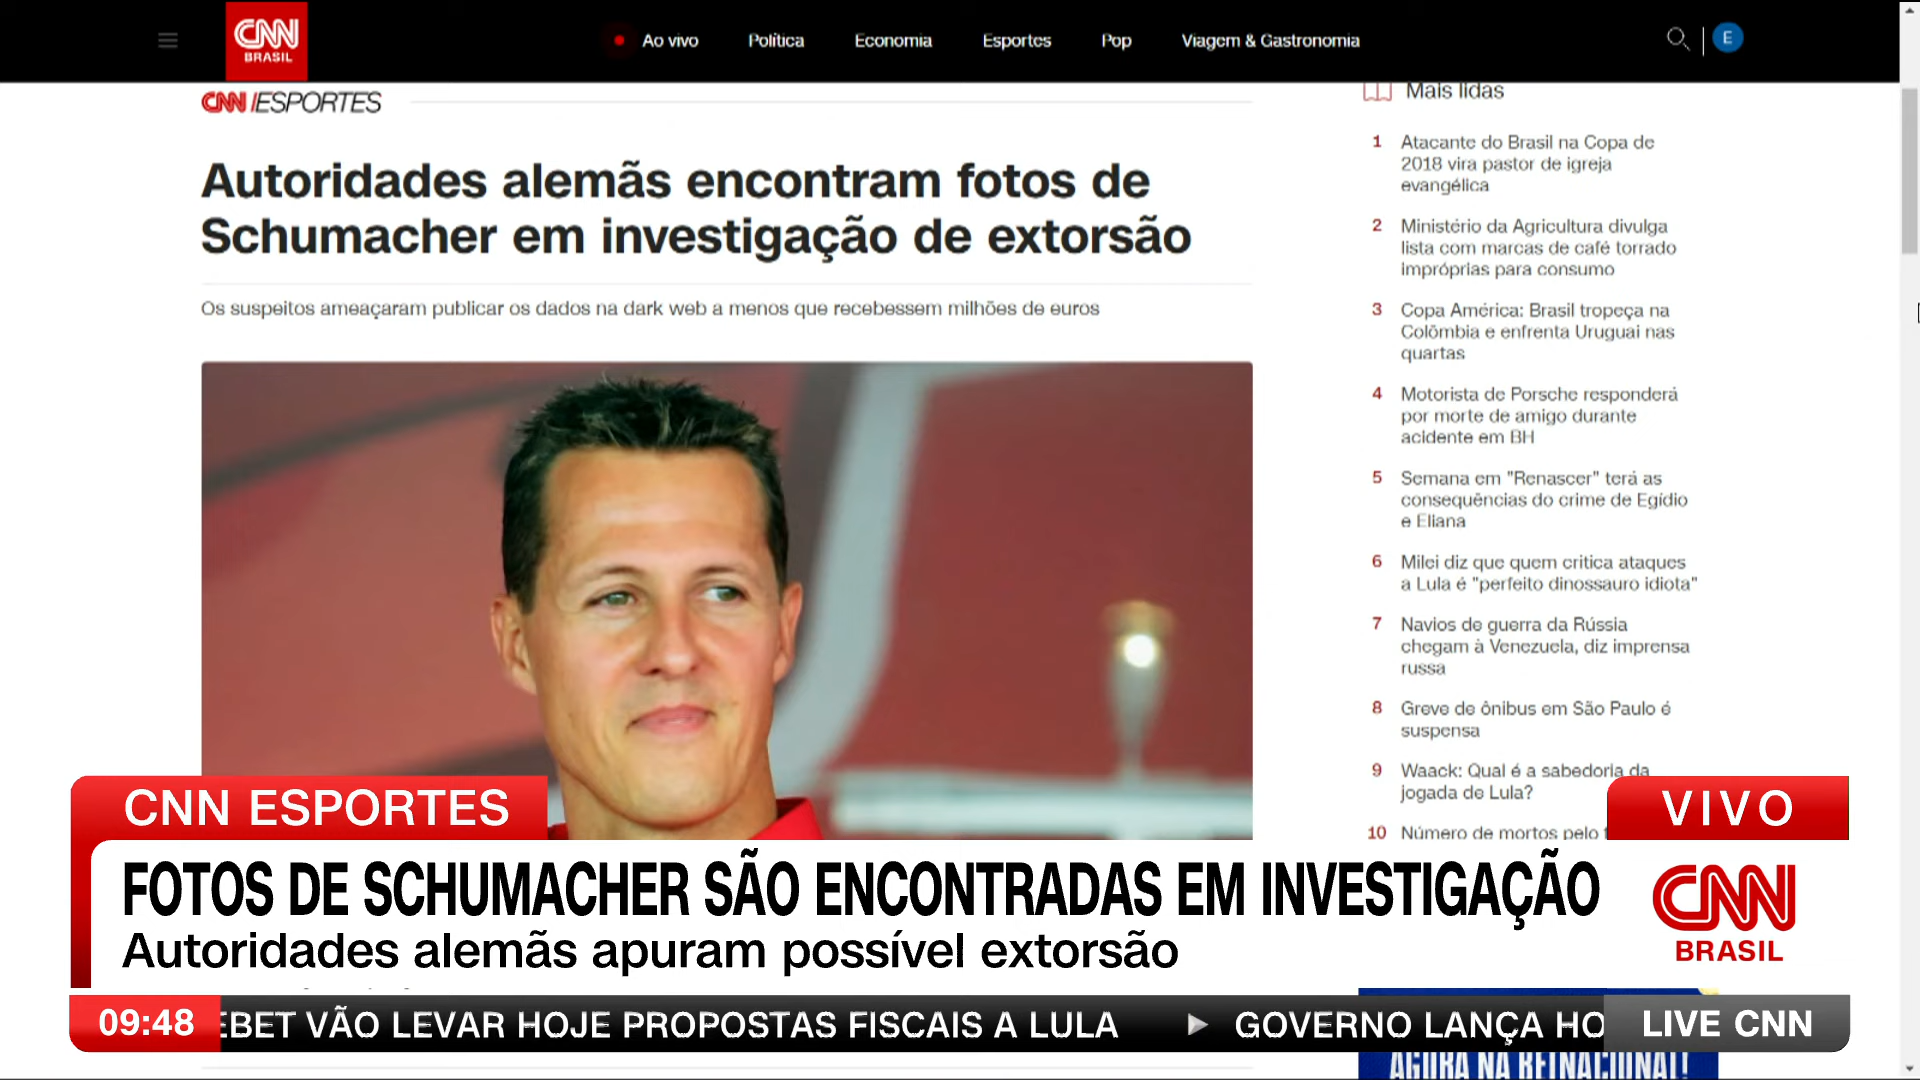 CNN
BRASIL
Ao vivo
Política
Economia
Esportes
Pop
Viagem & Gastronomia
E
CNN /ESPORTES
Autoridades alemãs encontram fotos de
Schumacher em investigação de extorsão
Os suspeitos ameaçaram publicar os dados na dark web a menos que recebessem milhões de euros
Mais lidas
1 Atacante do Brasil na Copa de
2018 vira pastor de igreja
evangélica
2 Ministério da Agricultura divulga
lista com marcas de café torrado
impróprias para consumo
3 Copa América: Brasil tropeça na
Colômbia e enfrenta Uruguai nas
quartas
4 Motorista de Porsche responderá
por morte de amigo durante
acidente em BH
5 Semana em "Renascer" terá as
consequências do crime de Egídio
e Eliana
6 Milei diz que quem critica ataques
a Lula é "perfeito dinossauro idiota"
7 Navios de guerra da Rússia
chegam à Venezuela, diz imprensa
russa
8 Greve de ônibus em São Paulo é
suspensa
9 Waack: Qual é a sabedoria da
jogada de Lula?
10 Número de mortos pelo
CNN ESPORTES
VIVO
FOTOS DE SCHUMACHER SÃO ENCONTRADAS EM INVESTIGAÇÃO
Autoridades alemãs apuram possível extorsão
CNN
BRASIL
09:48
EBET VÃO LEVAR HOJE PROPOSTAS FISCAIS A LULA
GOVERNO LANÇA HO
LIVE CNN
AGORA NA BETNACIONAL!